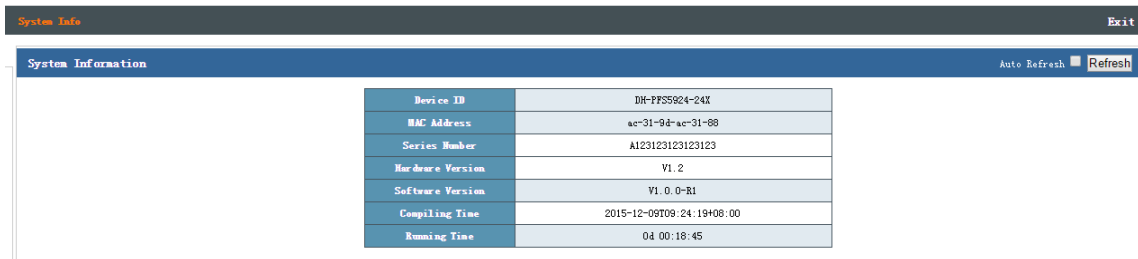 System Info Exit
System Information Auto Refresh Refresh
Device ID DH-PFS5924-24X
MAC Address ac-31-9d-ac-31-88
Series Number A123123123123123
Hardware Version V1.2
Software Version V1.0.0-R1
Compiling Time 2015-12-09T09:24:19+08:00
Running Time 0d 00:18:45